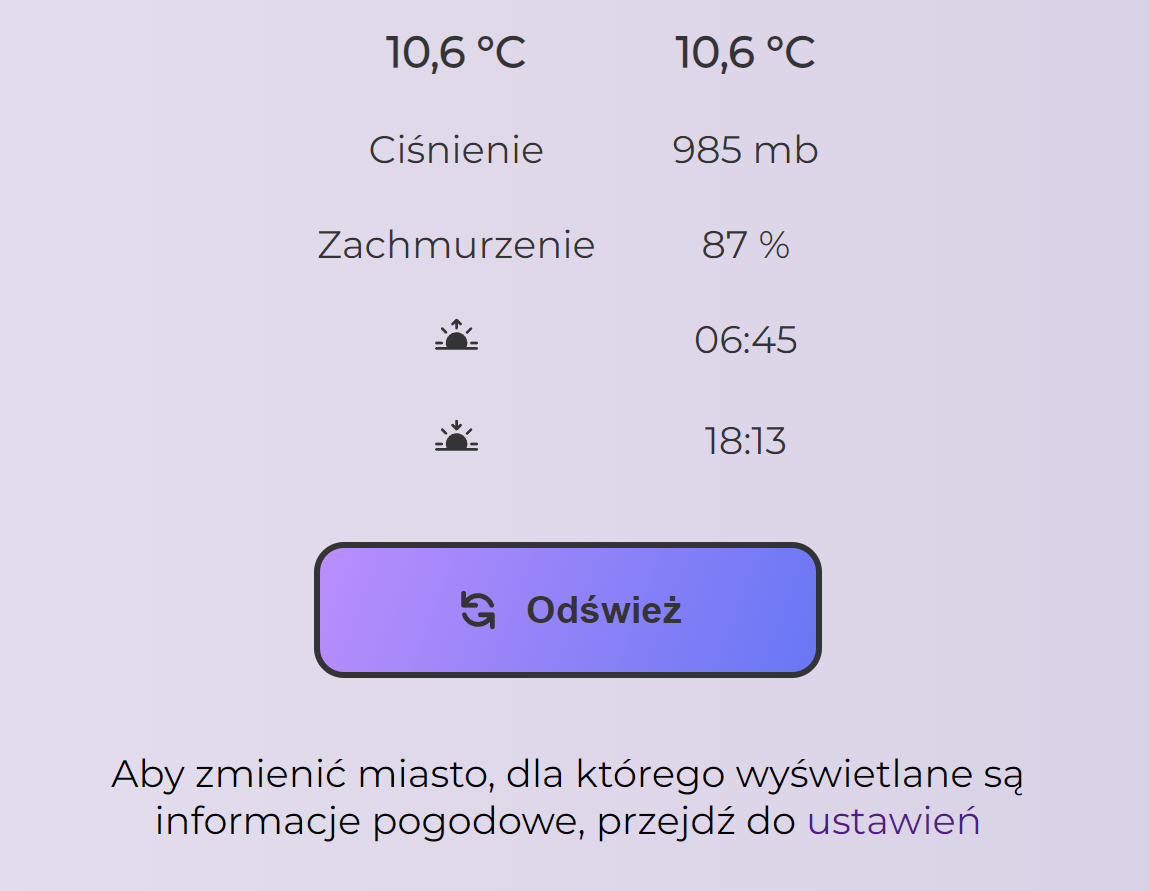 10,6 °C 10,6 °C
Ciśnienie 985 mb
Zachmurzenie 87 %
06:45
18:13
Odśwież
Aby zmienić miasto, dla którego wyświetlane są
informacje pogodowe, przejdź do ustawień